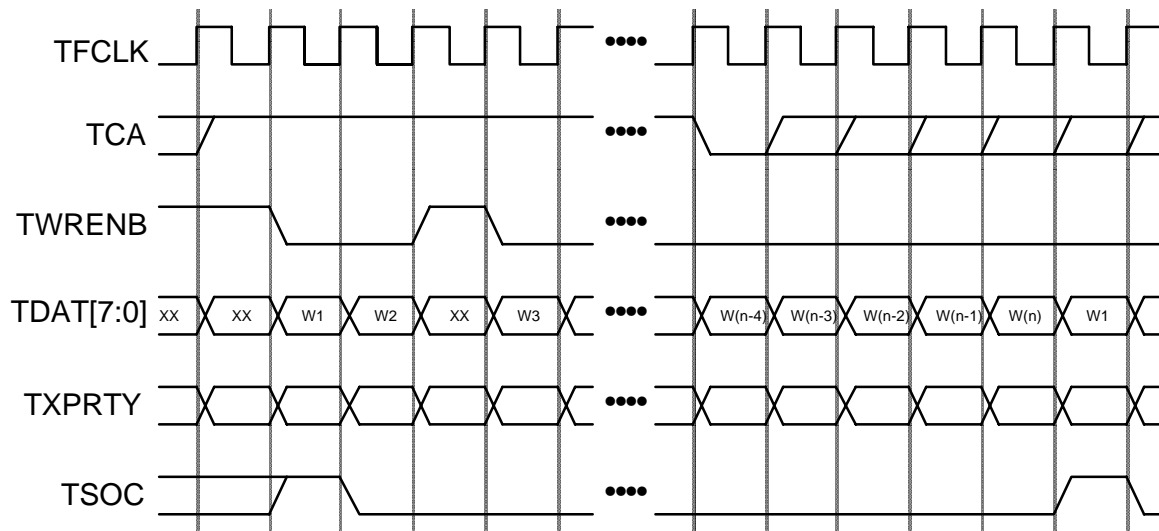 TFCLK
TCA
TWRENB
TDAT[7:0] XX XX W1 W2 XX W3 W(n-4) W(n-3) W(n-2) W(n-1) W(n) W1
TXPRTY
TSOC